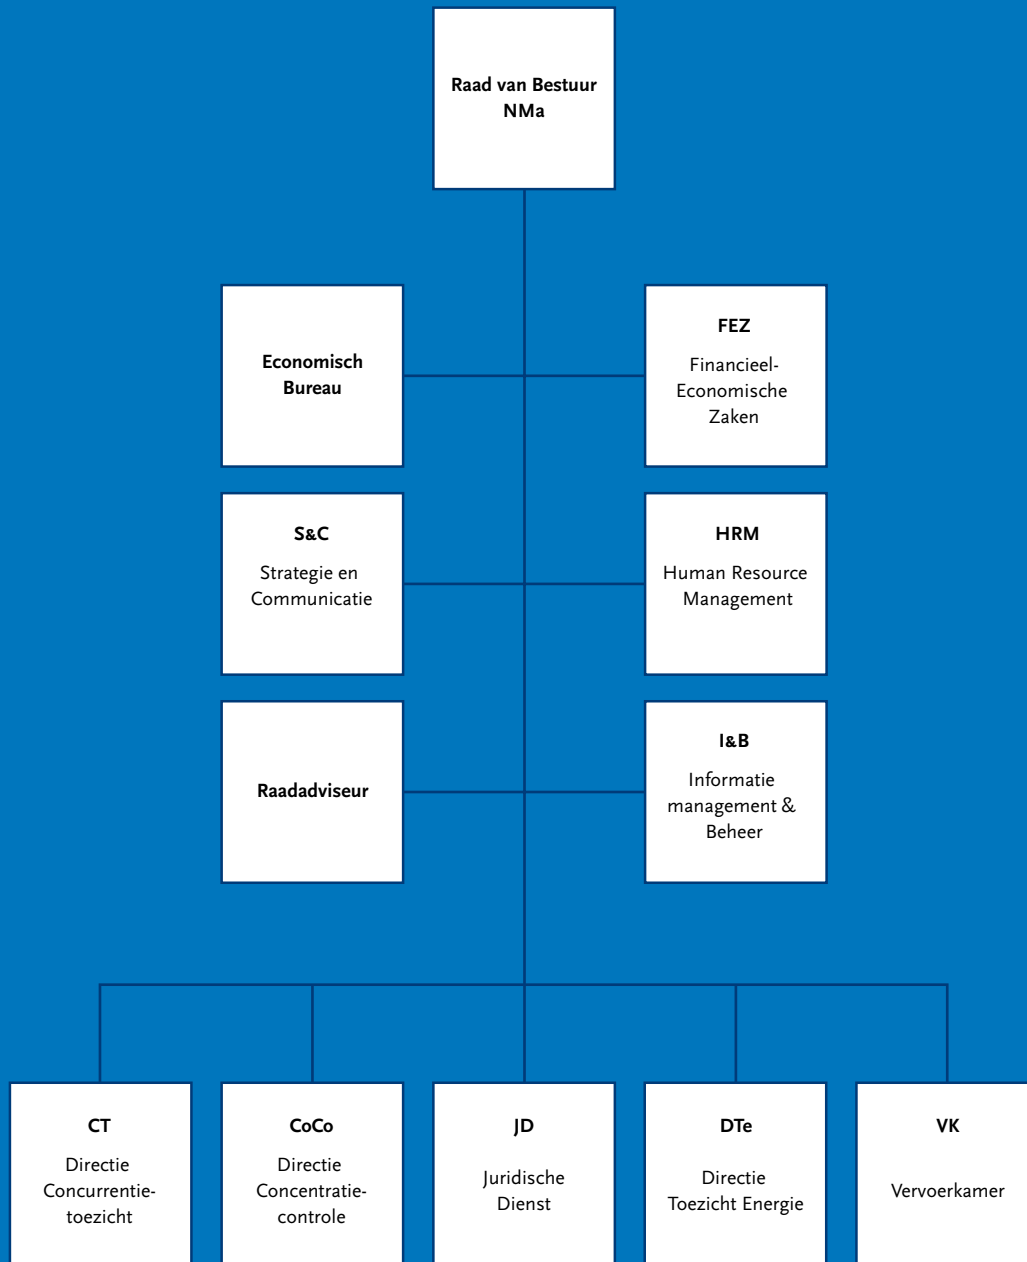 Raad van Bestuur
NMa
Economisch
Bureau
FEZ
Financieel-
Economische
Zaken
S&C
Strategie en
Communicatie
HRM
Human Resource
Management
Raadadviseur
I&B
Informatie
management &
Beheer
CT
Directie
Concurrentie-
toezicht
CoCo
Directie
Concentratie-
controle
JD
Juridische
Dienst
DTe
Directie
Toezicht Energie
VK
Vervoerkamer